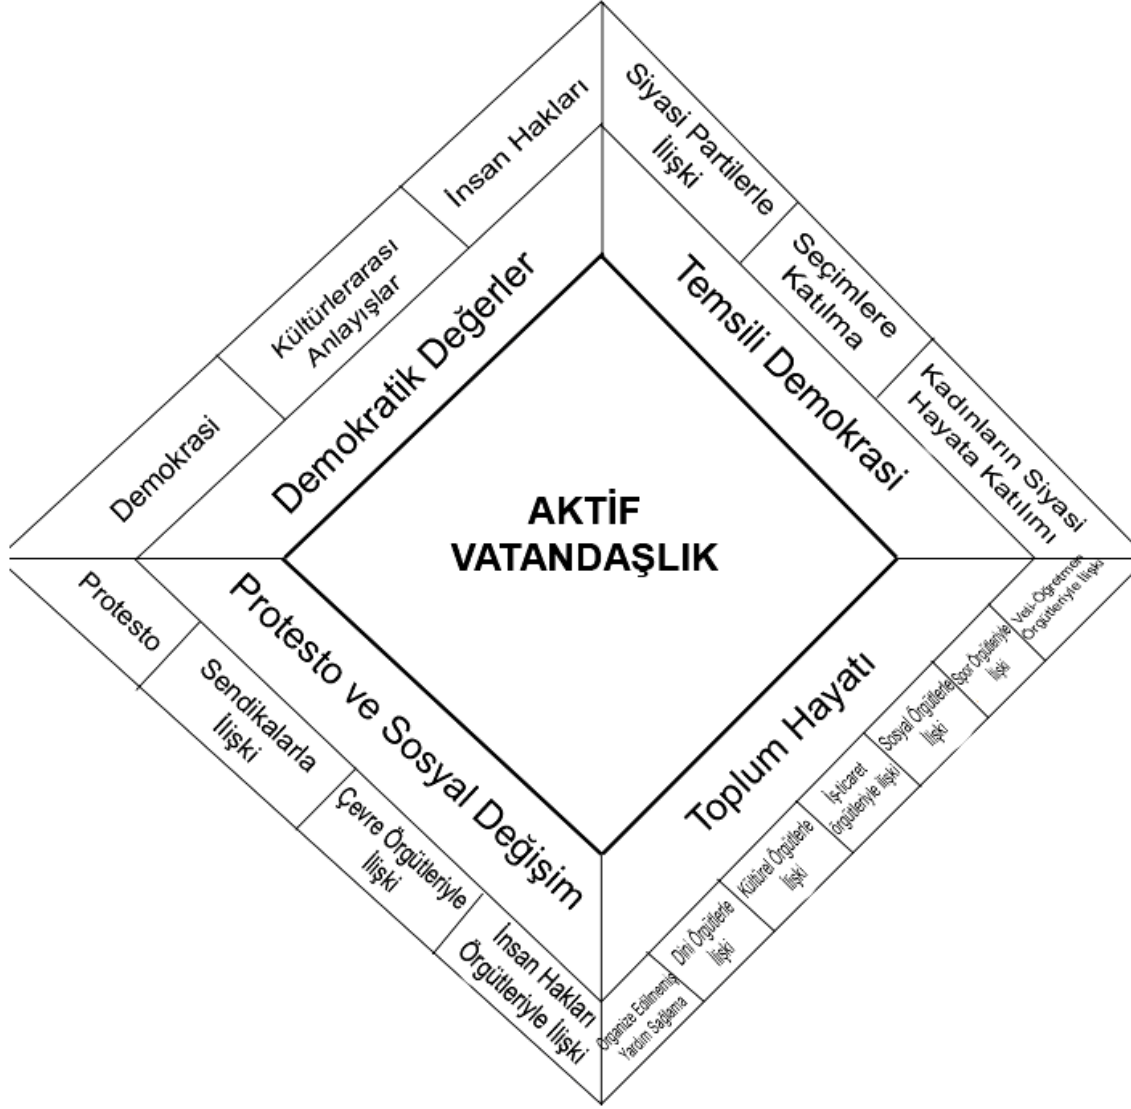 İnsan Hakları
Kültürlerarası
Anlayışlar
Demokrasi
Demokratik Değerler
Siyasi Partilerle
İlişki
Seçimlere
Katılma
Kadınların Siyasi
Hayata Katılımı
Temsili Demokrasi
AKTİF
VATANDAŞLIK
Protesto
Sendikalarla
İlişki
Çevre Örgütleriyle
İlişki
İnsan Hakları
Örgütleriyle İlişki
Protesto ve Sosyal Değişim
Toplum Hayatı
Veli-Öğretmen
Örgütleriyle İlişki
Spor Örgütleriyle
İlişki
Sosyal Örgütlerle
İlişki
İş-ticaret
örgütleriyle ilişki
Kültürel Örgütlerle
İlişki
Dini Örgütlerle
İlişki
Organize Edilmemiş
Yardım Sağlama